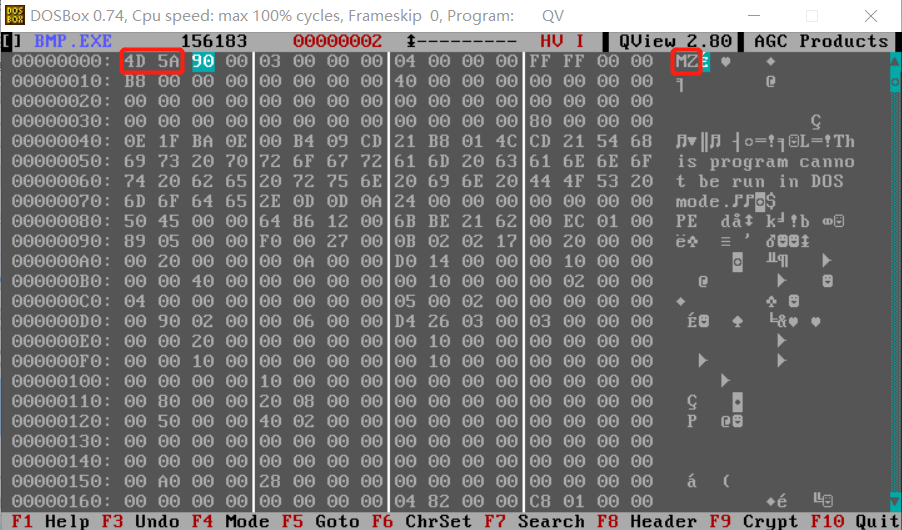 DOSBox 0.74, Cpu speed: max 100% cycles, Frameskip 0, Program: QV
[] BMP.EXE 156183 00000002 ‡--------- HV I QView 2.80 AGC Products
00000000: 4D 5A 90 00 03 00 00 00 04 00 00 00 FF FF 00 00 MZÉ ♥ ♦
00000010: B8 00 00 00 00 00 00 00 40 00 00 00 00 00 00 00 ╕ @
00000020: 00 00 00 00 00 00 00 00 00 00 00 00 00 00 00 00
00000030: 00 00 00 00 00 00 00 00 00 00 00 00 80 00 00 00 Ç
00000040: 0E 1F BA 0E 00 B4 09 CD 21 B8 01 4C CD 21 54 68 ♫▼║♫ ┤○=!╕☺L=!Th
00000050: 69 73 20 70 72 6F 67 72 61 6D 20 63 61 6E 6E 6F is program canno
00000060: 74 20 62 65 20 72 75 6E 20 69 6E 20 44 4F 53 20 t be run in DOS
00000070: 6D 6F 64 65 2E 0D 0D 0A 24 00 00 00 00 00 00 00 mode.♪♪◙$
00000080: 50 45 00 00 64 86 12 00 6B BE 21 62 00 EC 01 00 PE då↕ k╛!b ∞☺
00000090: 89 05 00 00 F0 00 27 00 0B 02 02 17 00 20 00 00 ë♣ ≡ ' ♂☻☻↨
000000A0: 00 20 00 00 00 0A 00 00 D0 14 00 00 00 10 00 00 ◙ ╨¶ ►
000000B0: 00 00 40 00 00 00 00 00 00 10 00 00 00 02 00 00 @ ► ☻
000000C0: 04 00 00 00 00 00 00 00 05 00 02 00 00 00 00 00 ♦ ♣ ☻
000000D0: 00 90 02 00 00 06 00 00 D4 26 03 00 03 00 00 00 É☻ ♠ ╘&♥ ♥
000000E0: 00 00 20 00 00 00 00 00 00 10 00 00 00 00 00 00 ►
000000F0: 00 00 10 00 00 00 00 00 00 10 00 00 00 00 00 00 ► ►
00000100: 00 00 00 00 10 00 00 00 00 00 00 00 00 00 00 00 ►
00000110: 00 80 00 00 20 08 00 00 00 00 00 00 00 00 00 00 Ç ◘
00000120: 00 50 00 00 40 02 00 00 00 00 00 00 00 00 00 00 P @☻
00000130: 00 00 00 00 00 00 00 00 00 00 00 00 00 00 00 00
00000140: 00 00 00 00 00 00 00 00 00 00 00 00 00 00 00 00
00000150: 00 A0 00 00 28 00 00 00 00 00 00 00 00 00 00 00 á (
00000160: 00 00 00 00 00 00 00 00 04 82 00 00 C8 01 00 00 ♦é ╚☺
F1 Help F3 Undo F4 Mode F5 Goto F6 ChrSet F7 Search F8 Header F9 Crypt F10 Quit